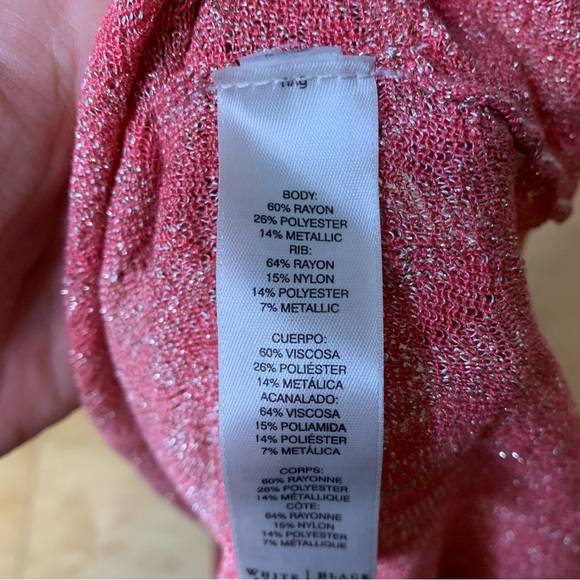 BODY:
60% RAYON
26% POLYESTER
14% METALLIC
RIB:
64% RAYON
15% NYLON
14% POLYESTER
7% METALLIC
CUERPO:
60% VISCOSA
26% POLIÉSTER
14% METÁLICA
ACANALADO:
64% VISCOSA
15% POLIAMIDA
14% POLIÉSTER
7% METÁLICA
CORPS:
60% RAYONNE
26% POLYESTER
14% MÉTALLIQUE
CÔTE:
64% RAYONNE
15% NYLON
14% POLYESTER
7% MÉTALLIQUE
WHITE | BLACK